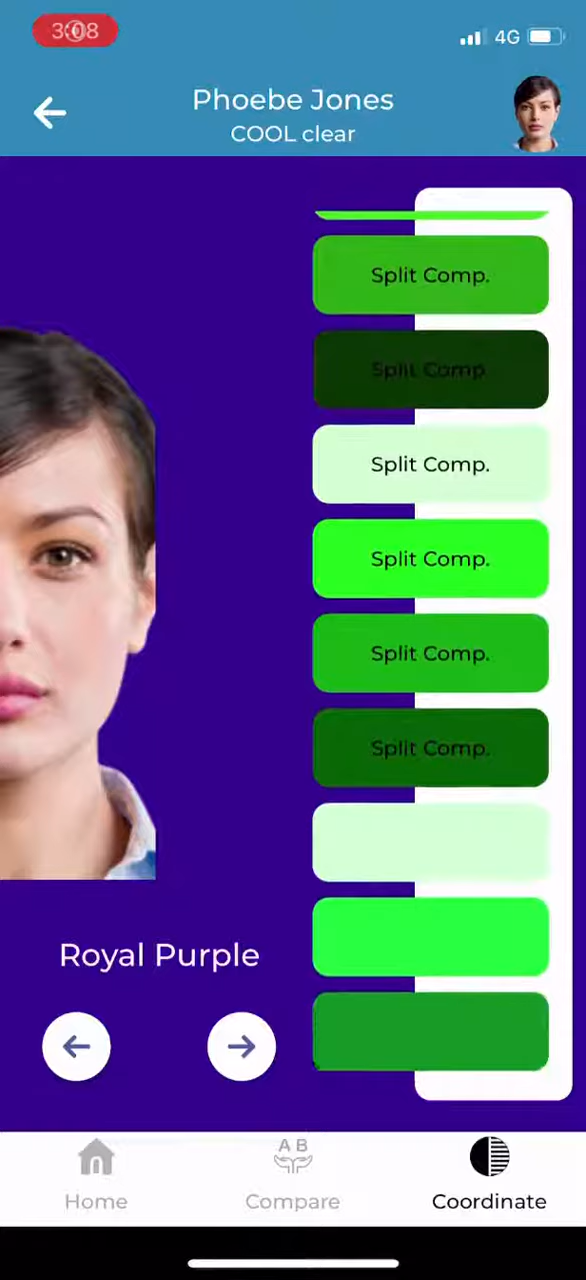 3:08
4G
Phoebe Jones
COOL clear
Split Comp.
Split Comp.
Split Comp.
Split Comp.
Split Comp.
Split Comp.
Royal Purple
A B
Home
Compare
Coordinate